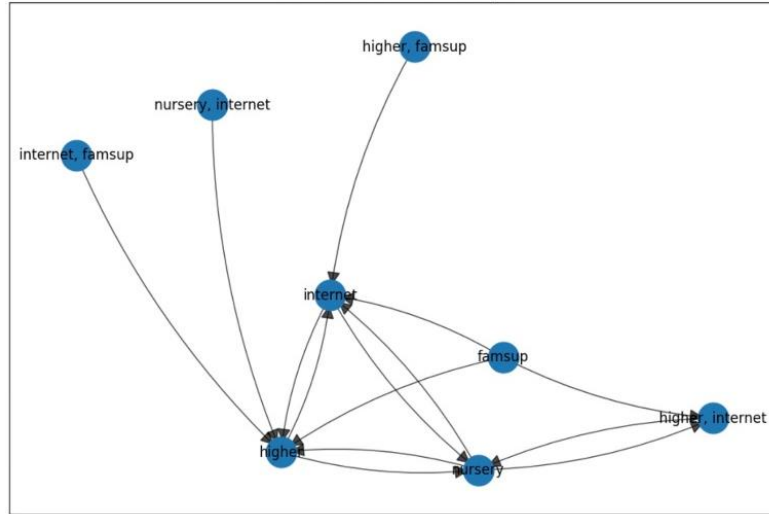 higher, famsup
nursery, internet
internet, famsup
internet
famsup
higher, internet
higher
nursery